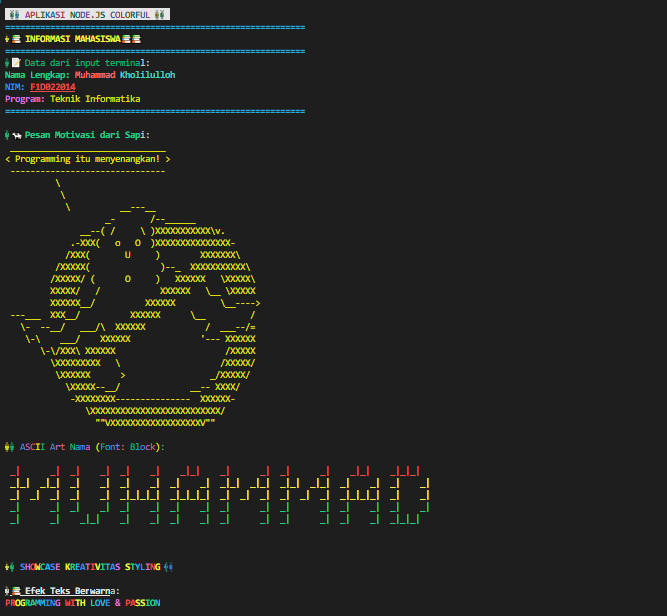 APLIKASI NODE.JS COLORFUL
INFORMASI MAHASISWA
Data dari input terminal:
Nama Lengkap: Muhammad Kholilulloh
NIM: F1D022014
Program: Teknik Informatika
Pesan Motivasi dari Sapi:
< Programming itu menyenangkan! >
ASCII Art Nama (Font: Block):
MUHAMMAD
SHOWCASE KREATIVITAS STYLING
Efek Teks Berwarna:
PROGRAMMING WITH LOVE & PASSION